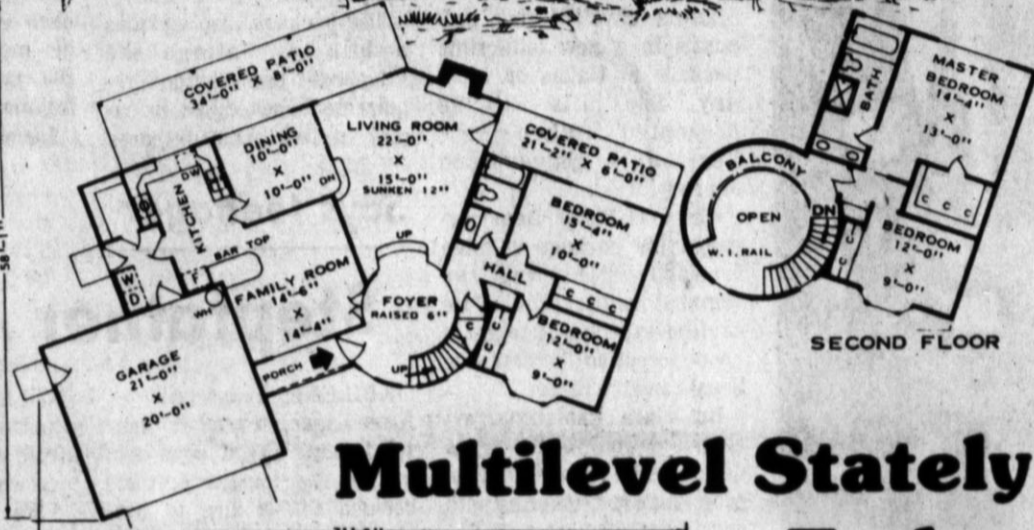 COVERED PATIO
34'-0" X 8'-0"
DINING
10'-0"
X
10'-0"
DN
LIVING ROOM
22'-0"
X
15'-0"
SUNKEN 12"
COVERED PATIO
21'-2" X 6'-0"
DW
KITCHEN
BAR TOP
F
W
D
WH
FAMILY ROOM
14'-6"
X
14'-4"
UP
FOYER
RAISED 6"
UP
PORCH
GARAGE
21'-0"
X
20'-0"
BEDROOM
15'-4"
X
10'-0"
HALL
C C C
C
C
C
BEDROOM
12'-0"
X
9'-0"
BATH
MASTER
BEDROOM
14'-4"
X
13'-0"
BALCONY
OPEN
DN
W.I. RAIL
C C C
C
C
BEDROOM
12'-0"
X
9'-0"
SECOND FLOOR
Multilevel Stately